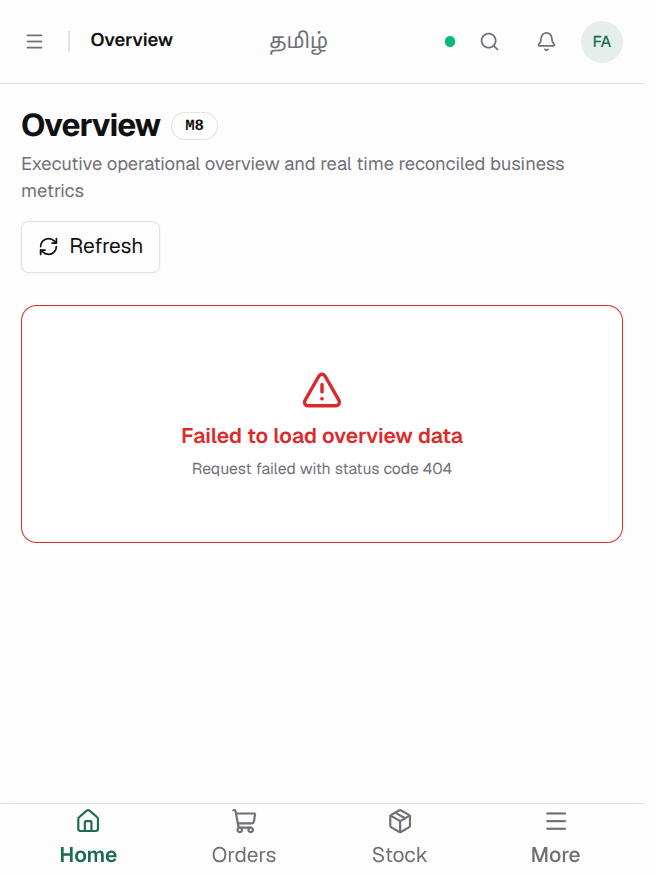 Overview
தமிழ்
FA
Overview
M8
Executive operational overview and real time reconciled business
metrics
Refresh
Failed to load overview data
Request failed with status code 404
Home
Orders
Stock
More